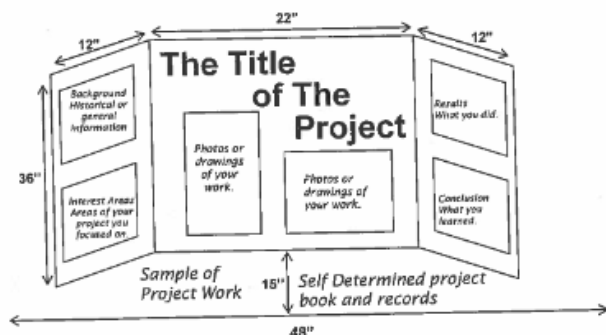 22"
12"
12"
The Title
of The
Project
Background
Historical or
general
Information
Interest Areas
Areas of your
project you
focused on.
36"
Photos or
drawings
of your
work.
Photos or
drawings of
your work.
Results
What you did.
Conclusion
What you
learned.
Sample of
Project Work
15"
Self Determined project
book and records
48"